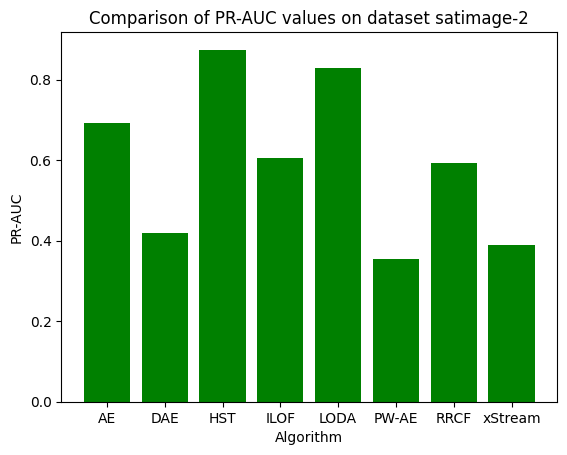 Comparison of PR-AUC values on dataset satimage-2
PR-AUC
0.8
0.6
0.4
0.2
0.0
AE DAE HST ILOF LODA PW-AE RRCF xStream
Algorithm